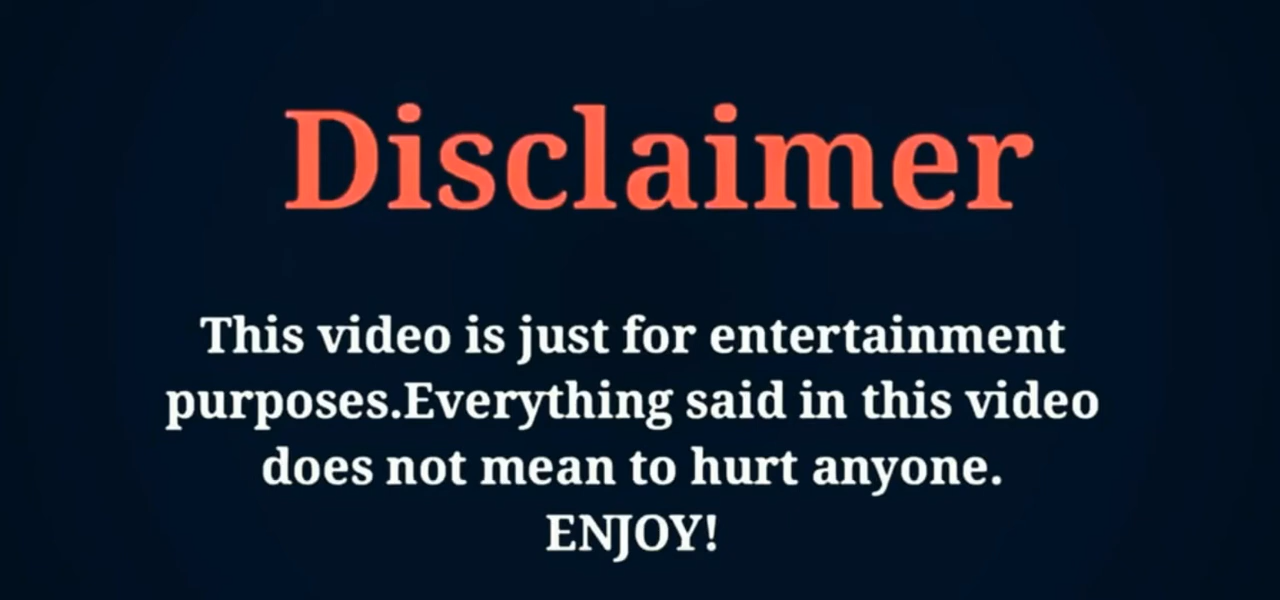 Disclaimer
This video is just for entertainment
purposes.Everything said in this video
does not mean to hurt anyone.
ENJOY!